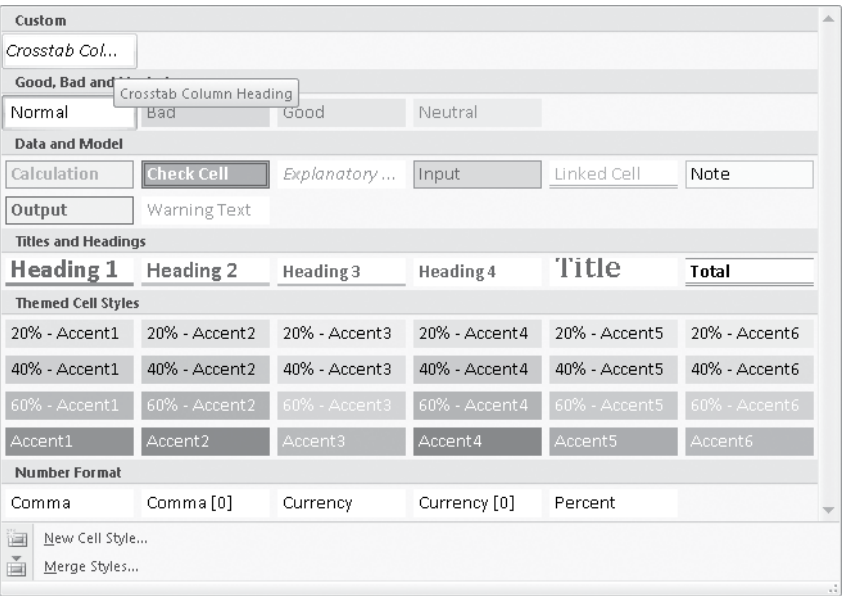 Custom
Crosstab Col...
Good, Bad and
Crosstab Column Heading
Normal Bad Good Neutral
Data and Model
Calculation Check Cell Explanatory ... Input Linked Cell Note
Output Warning Text
Titles and Headings
Heading 1 Heading 2 Heading 3 Heading 4 Title Total
Themed Cell Styles
20% - Accent1 20% - Accent2 20% - Accent3 20% - Accent4 20% - Accent5 20% - Accent6
40% - Accent1 40% - Accent2 40% - Accent3 40% - Accent4 40% - Accent5 40% - Accent6
60% - Accent1 60% - Accent2 60% - Accent3 60% - Accent4 60% - Accent5 60% - Accent6
Accent1 Accent2 Accent3 Accent4 Accent5 Accent6
Number Format
Comma Comma [0] Currency Currency [0] Percent
New Cell Style...
Merge Styles...